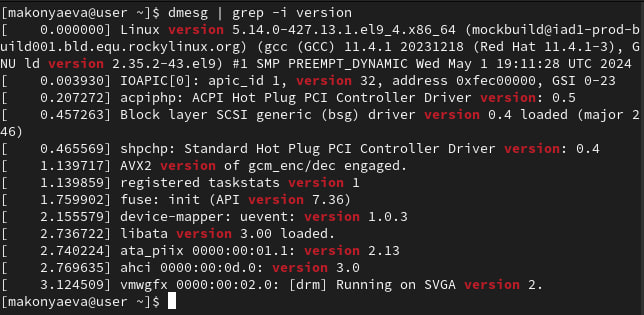 [makonyaeva@user ~]$ dmesg | grep -i version
[    0.000000] Linux version 5.14.0-427.13.1.el9_4.x86_64 (mockbuild@iad1-prod-b
uild001.bld.equ.rockylinux.org) (gcc (GCC) 11.4.1 20231218 (Red Hat 11.4.1-3), G
NU ld version 2.35.2-43.el9) #1 SMP PREEMPT_DYNAMIC Wed May 1 19:11:28 UTC 2024
[    0.003930] IOAPIC[0]: apic_id 1, version 32, address 0xfec00000, GSI 0-23
[    0.207272] acpiphp: ACPI Hot Plug PCI Controller Driver version: 0.5
[    0.457263] Block layer SCSI generic (bsg) driver version 0.4 loaded (major 2
46)
[    0.465569] shpchp: Standard Hot Plug PCI Controller Driver version: 0.4
[    1.139717] AVX2 version of gcm_enc/dec engaged.
[    1.139859] registered taskstats version 1
[    1.759902] fuse: init (API version 7.36)
[    2.155579] device-mapper: uevent: version 1.0.3
[    2.736722] libata version 3.00 loaded.
[    2.740224] ata_piix 0000:00:01.1: version 2.13
[    2.769635] ahci 0000:00:0d.0: version 3.0
[    3.124509] vmwgfx 0000:00:02.0: [drm] Running on SVGA version 2.
[makonyaeva@user ~]$